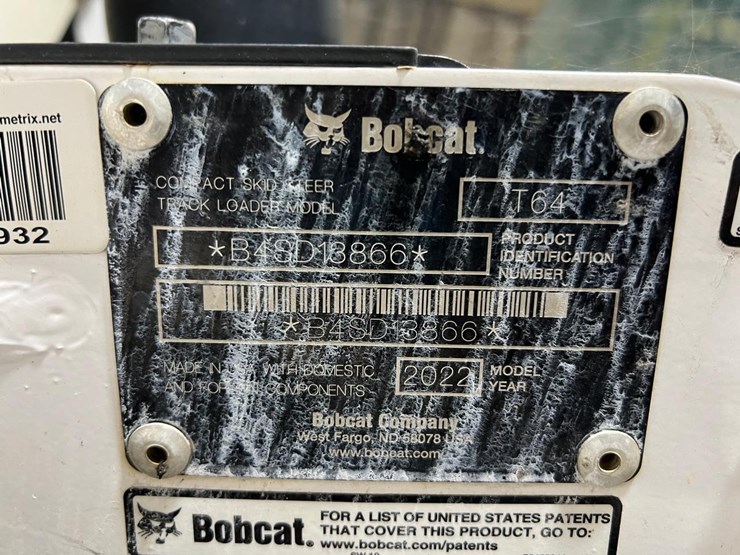 metrix.net
932
Bobcat
COMPACT SKID STEER
TRACK LOADER MODEL
T64
*B4SD13866*
PRODUCT
IDENTIFICATION
NUMBER
*B4SD13866*
MADE IN USA WITH DOMESTIC
AND FOREIGN COMPONENTS
2022
MODEL
YEAR
Bobcat Company
West Fargo, ND 58078 USA
www.bobcat.com
Bobcat.
FOR A LIST OF UNITED STATES PATENTS
THAT COVER THIS PRODUCT, GO TO:
www.bobcat.com/patents